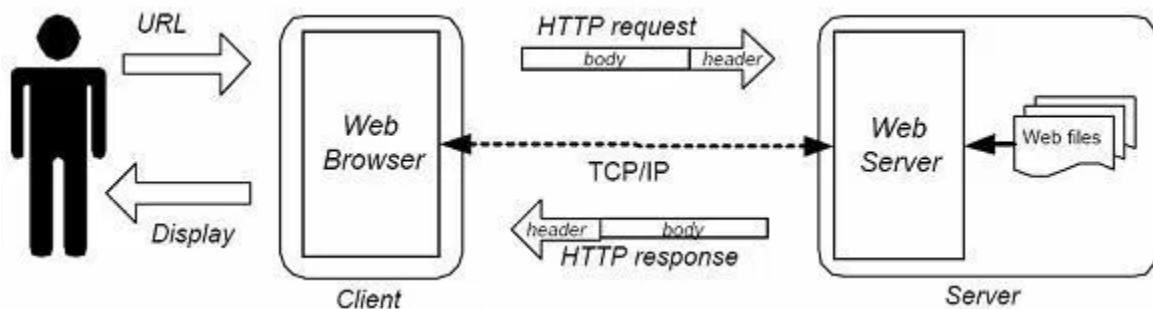 URL
HTTP request
body
header
Web
Browser
Web
Server
Web files
TCP/IP
Display
header
body
HTTP response
Client
Server